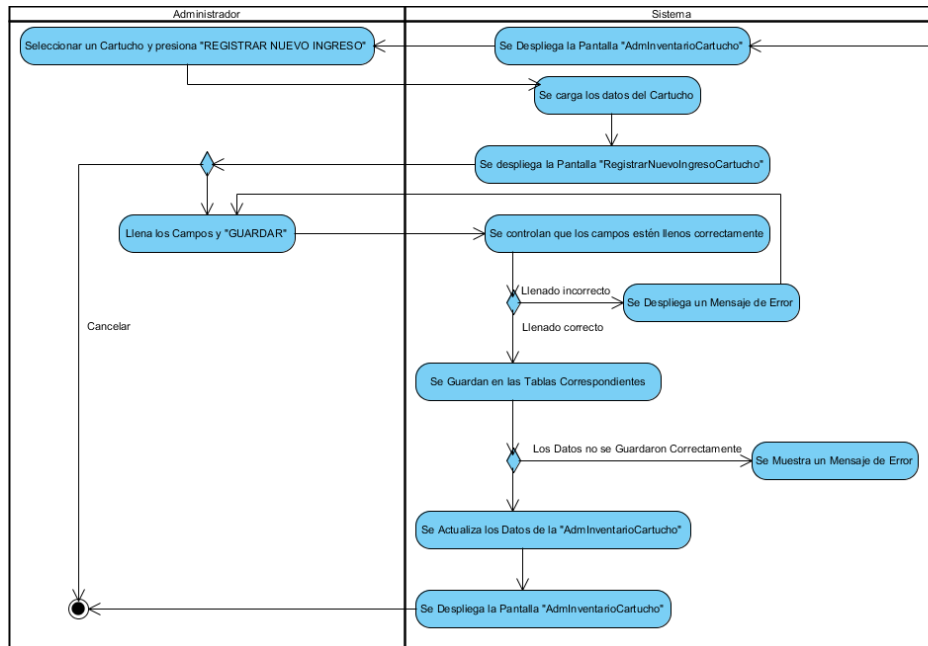 Administrador
Sistema
Seleccionar un Cartucho y presiona "REGISTRAR NUEVO INGRESO"
Se Despliega la Pantalla "AdmInventarioCartucho"
Se carga los datos del Cartucho
Se despliega la Pantalla "RegistrarNuevoIngresoCartucho"
Llena los Campos y "GUARDAR"
Se controlan que los campos estén llenos correctamente
Llenado incorrecto
Se Despliega un Mensaje de Error
Cancelar
Llenado correcto
Se Guardan en las Tablas Correspondientes
Los Datos no se Guardaron Correctamente
Se Muestra un Mensaje de Error
Se Actualiza los Datos de la "AdmInventarioCartucho"
Se Despliega la Pantalla "AdmInventarioCartucho"